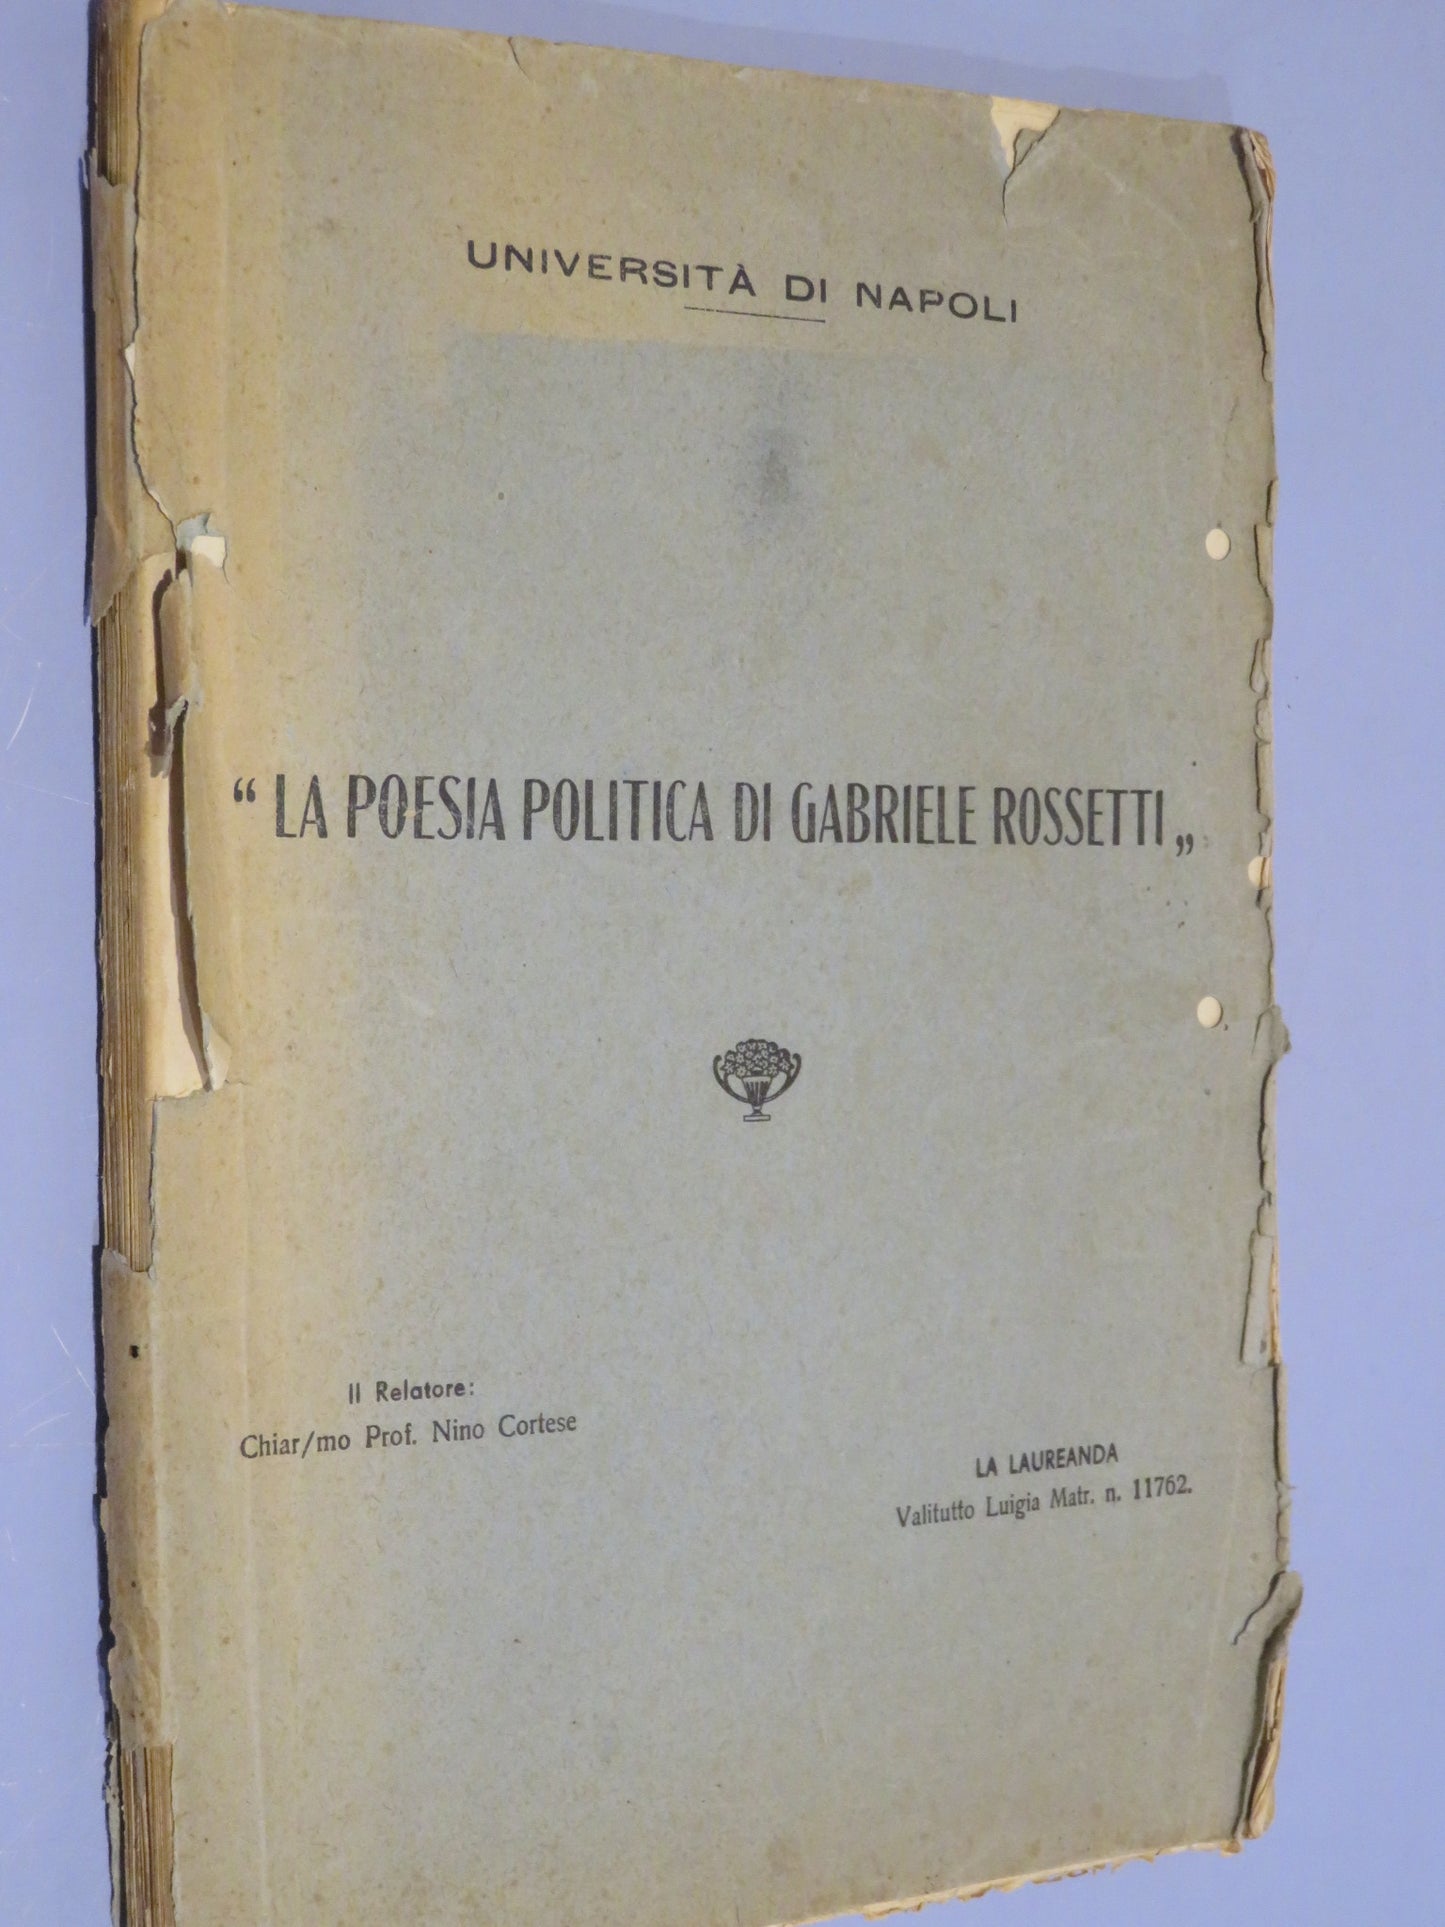 UNIVERSITÀ DI NAPOLI
“ LA POESIA POLITICA DI GABRIELE ROSSETTI „
Il Relatore:
Chiar/mo Prof. Nino Cortese
LA LAUREANDA
Valitutto Luigia Matr. n. 11762.